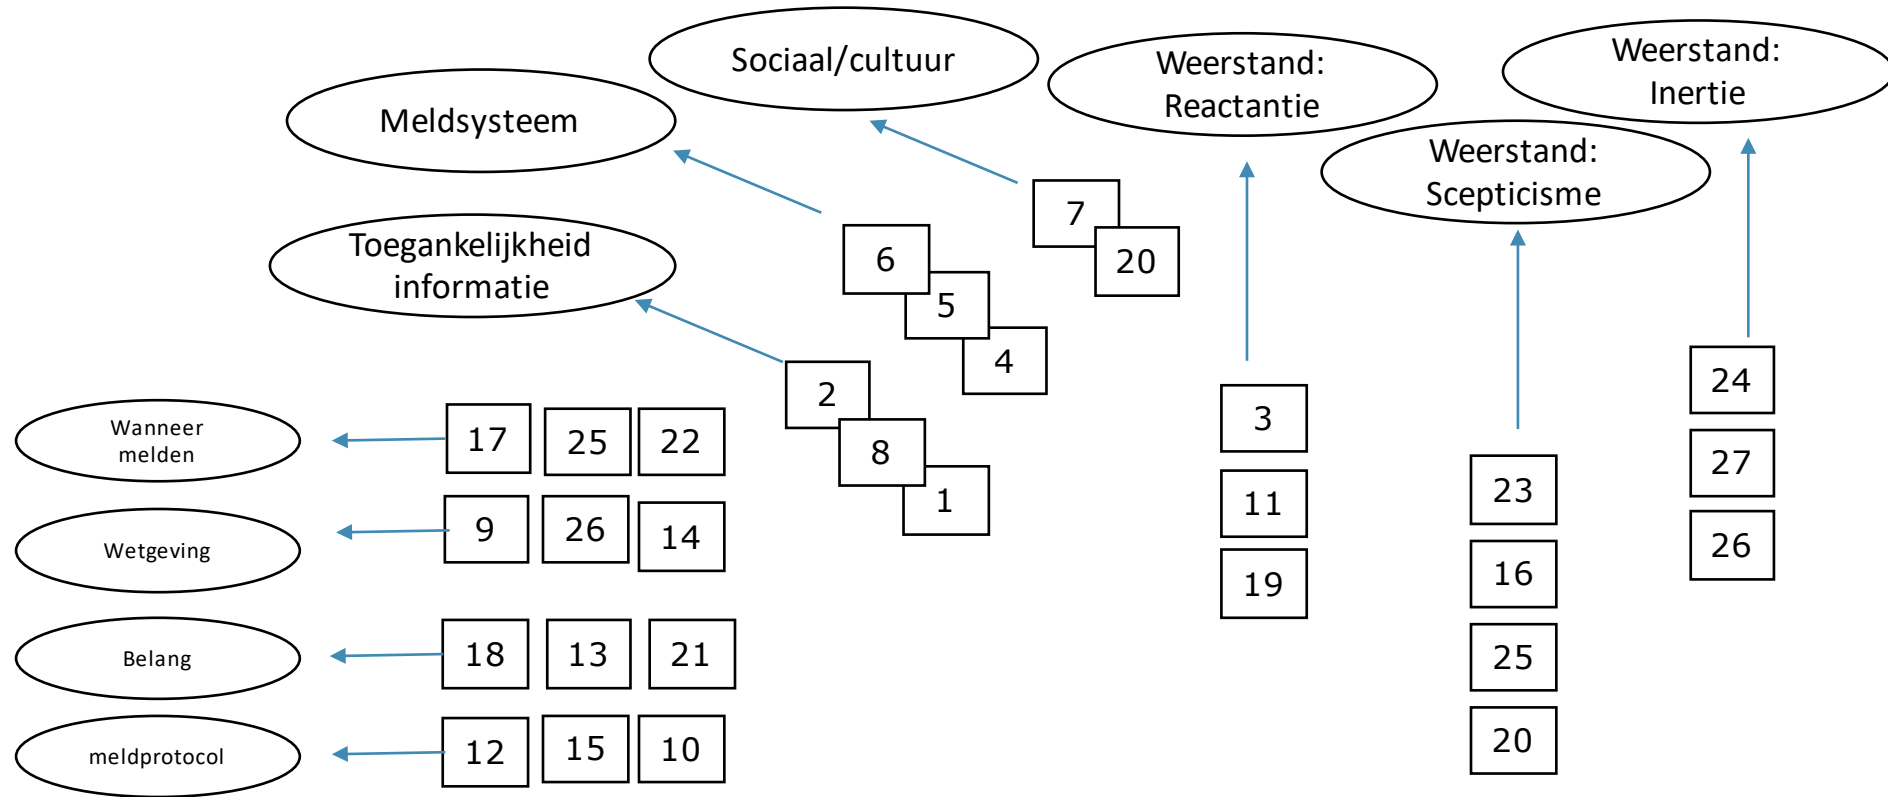 Sociaal/cultuur
Weerstand:
Reactantie
Weerstand:
Inertie
Meldsysteem
Weerstand:
Scepticisme
Toegankelijkheid
informatie
7
20
6
5
4
2
8
1
3
11
19
23
16
25
20
24
27
26
Wanneer
melden
17 25 22
Wetgeving
9 26 14
Belang
18 13 21
meldprotocol
12 15 10